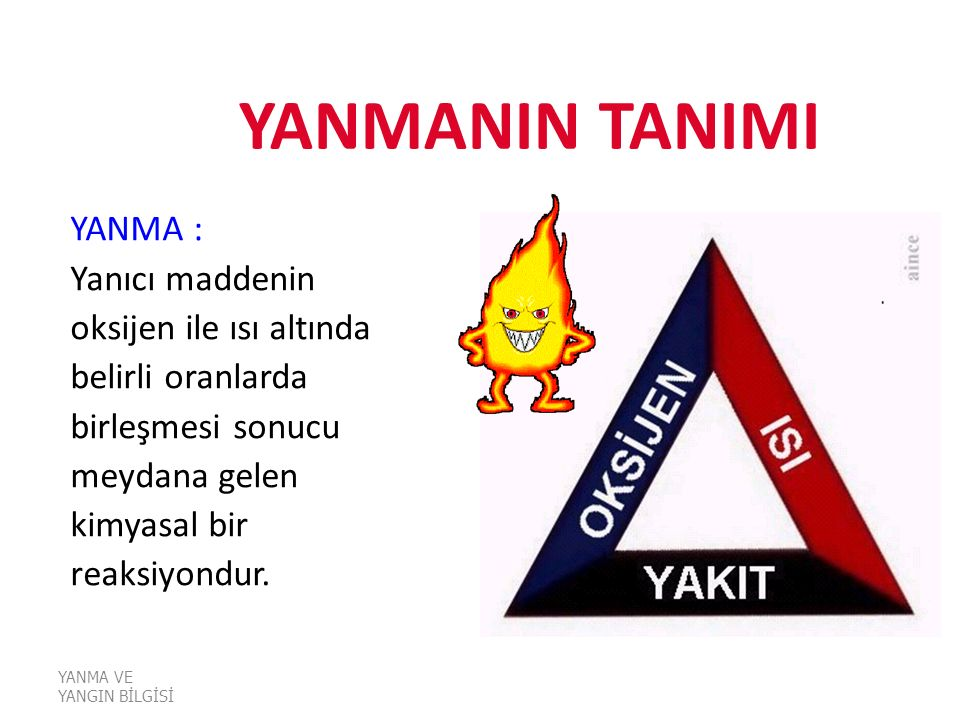 YANMANIN TANIMI
YANMA :
Yanıcı maddenin
oksijen ile ısı altında
belirli oranlarda
birleşmesi sonucu
meydana gelen
kimyasal bir
reaksiyondur.
aince
OKSİJEN
ISI
YAKIT
YANMA VE
YANGIN BİLGİSİ